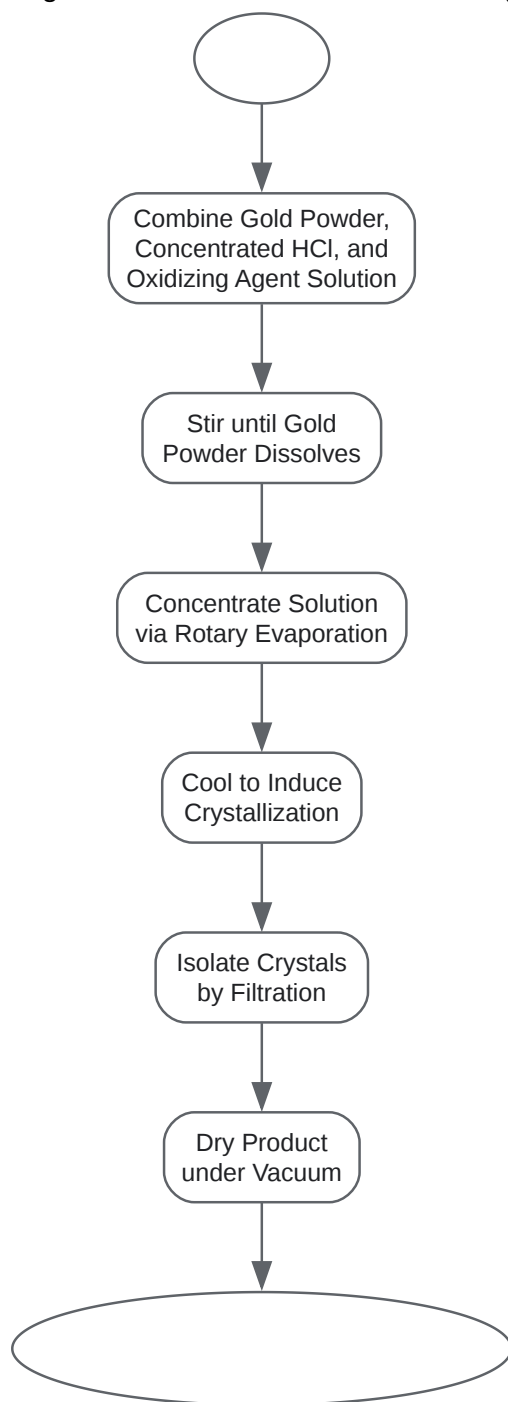 Combine Gold Powder,
Concentrated HCl, and
Oxidizing Agent Solution
Stir until Gold
Powder Dissolves
Concentrate Solution
via Rotary Evaporation
Cool to Induce
Crystallization
Isolate Crystals
by Filtration
Dry Product
under Vacuum